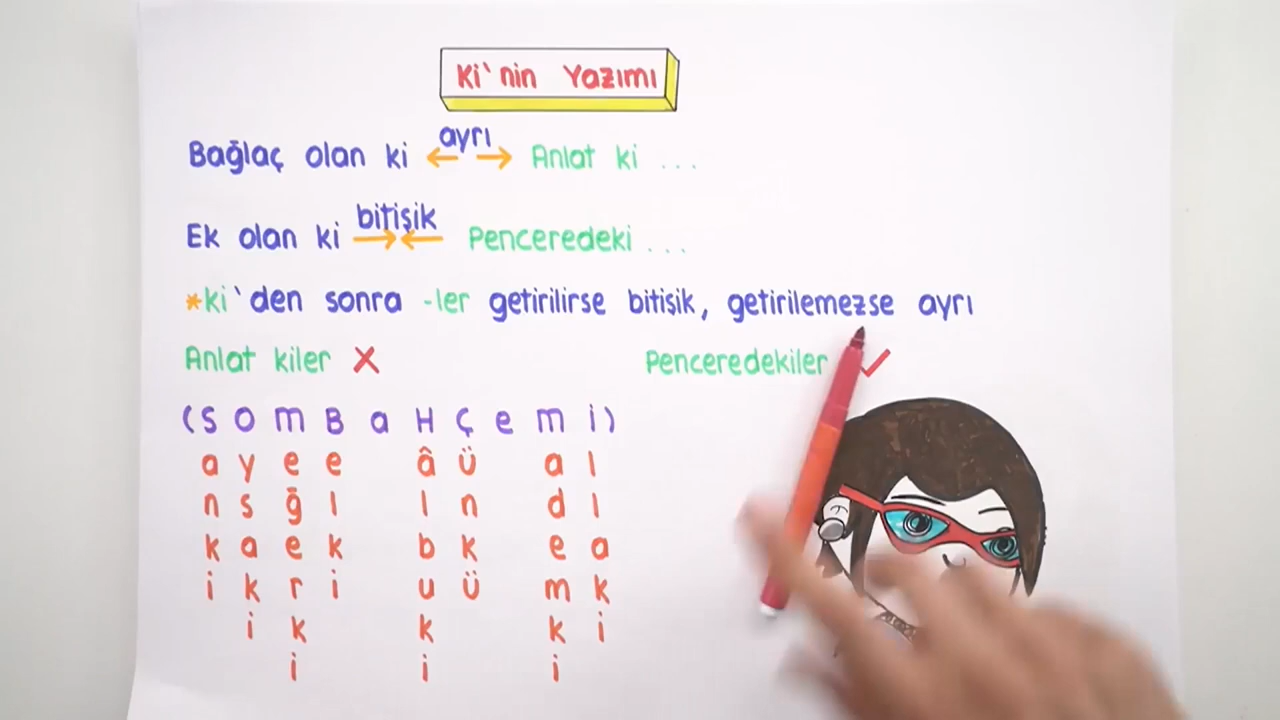 Ki'nin Yazımı
Bağlaç olan ki ayrı Anlat ki ...
Ek olan ki bitişik Penceredeki ...
*ki'den sonra -ler getirilirse bitişik, getirilemezse ayrı
Anlat kiler X Penceredekiler ✓
(S O m B a H Ç e m i)
a y e e â ü a l
n s ğ l l n d l
k a e k b k e a
i k r i u ü m k
i k k k i
i i i